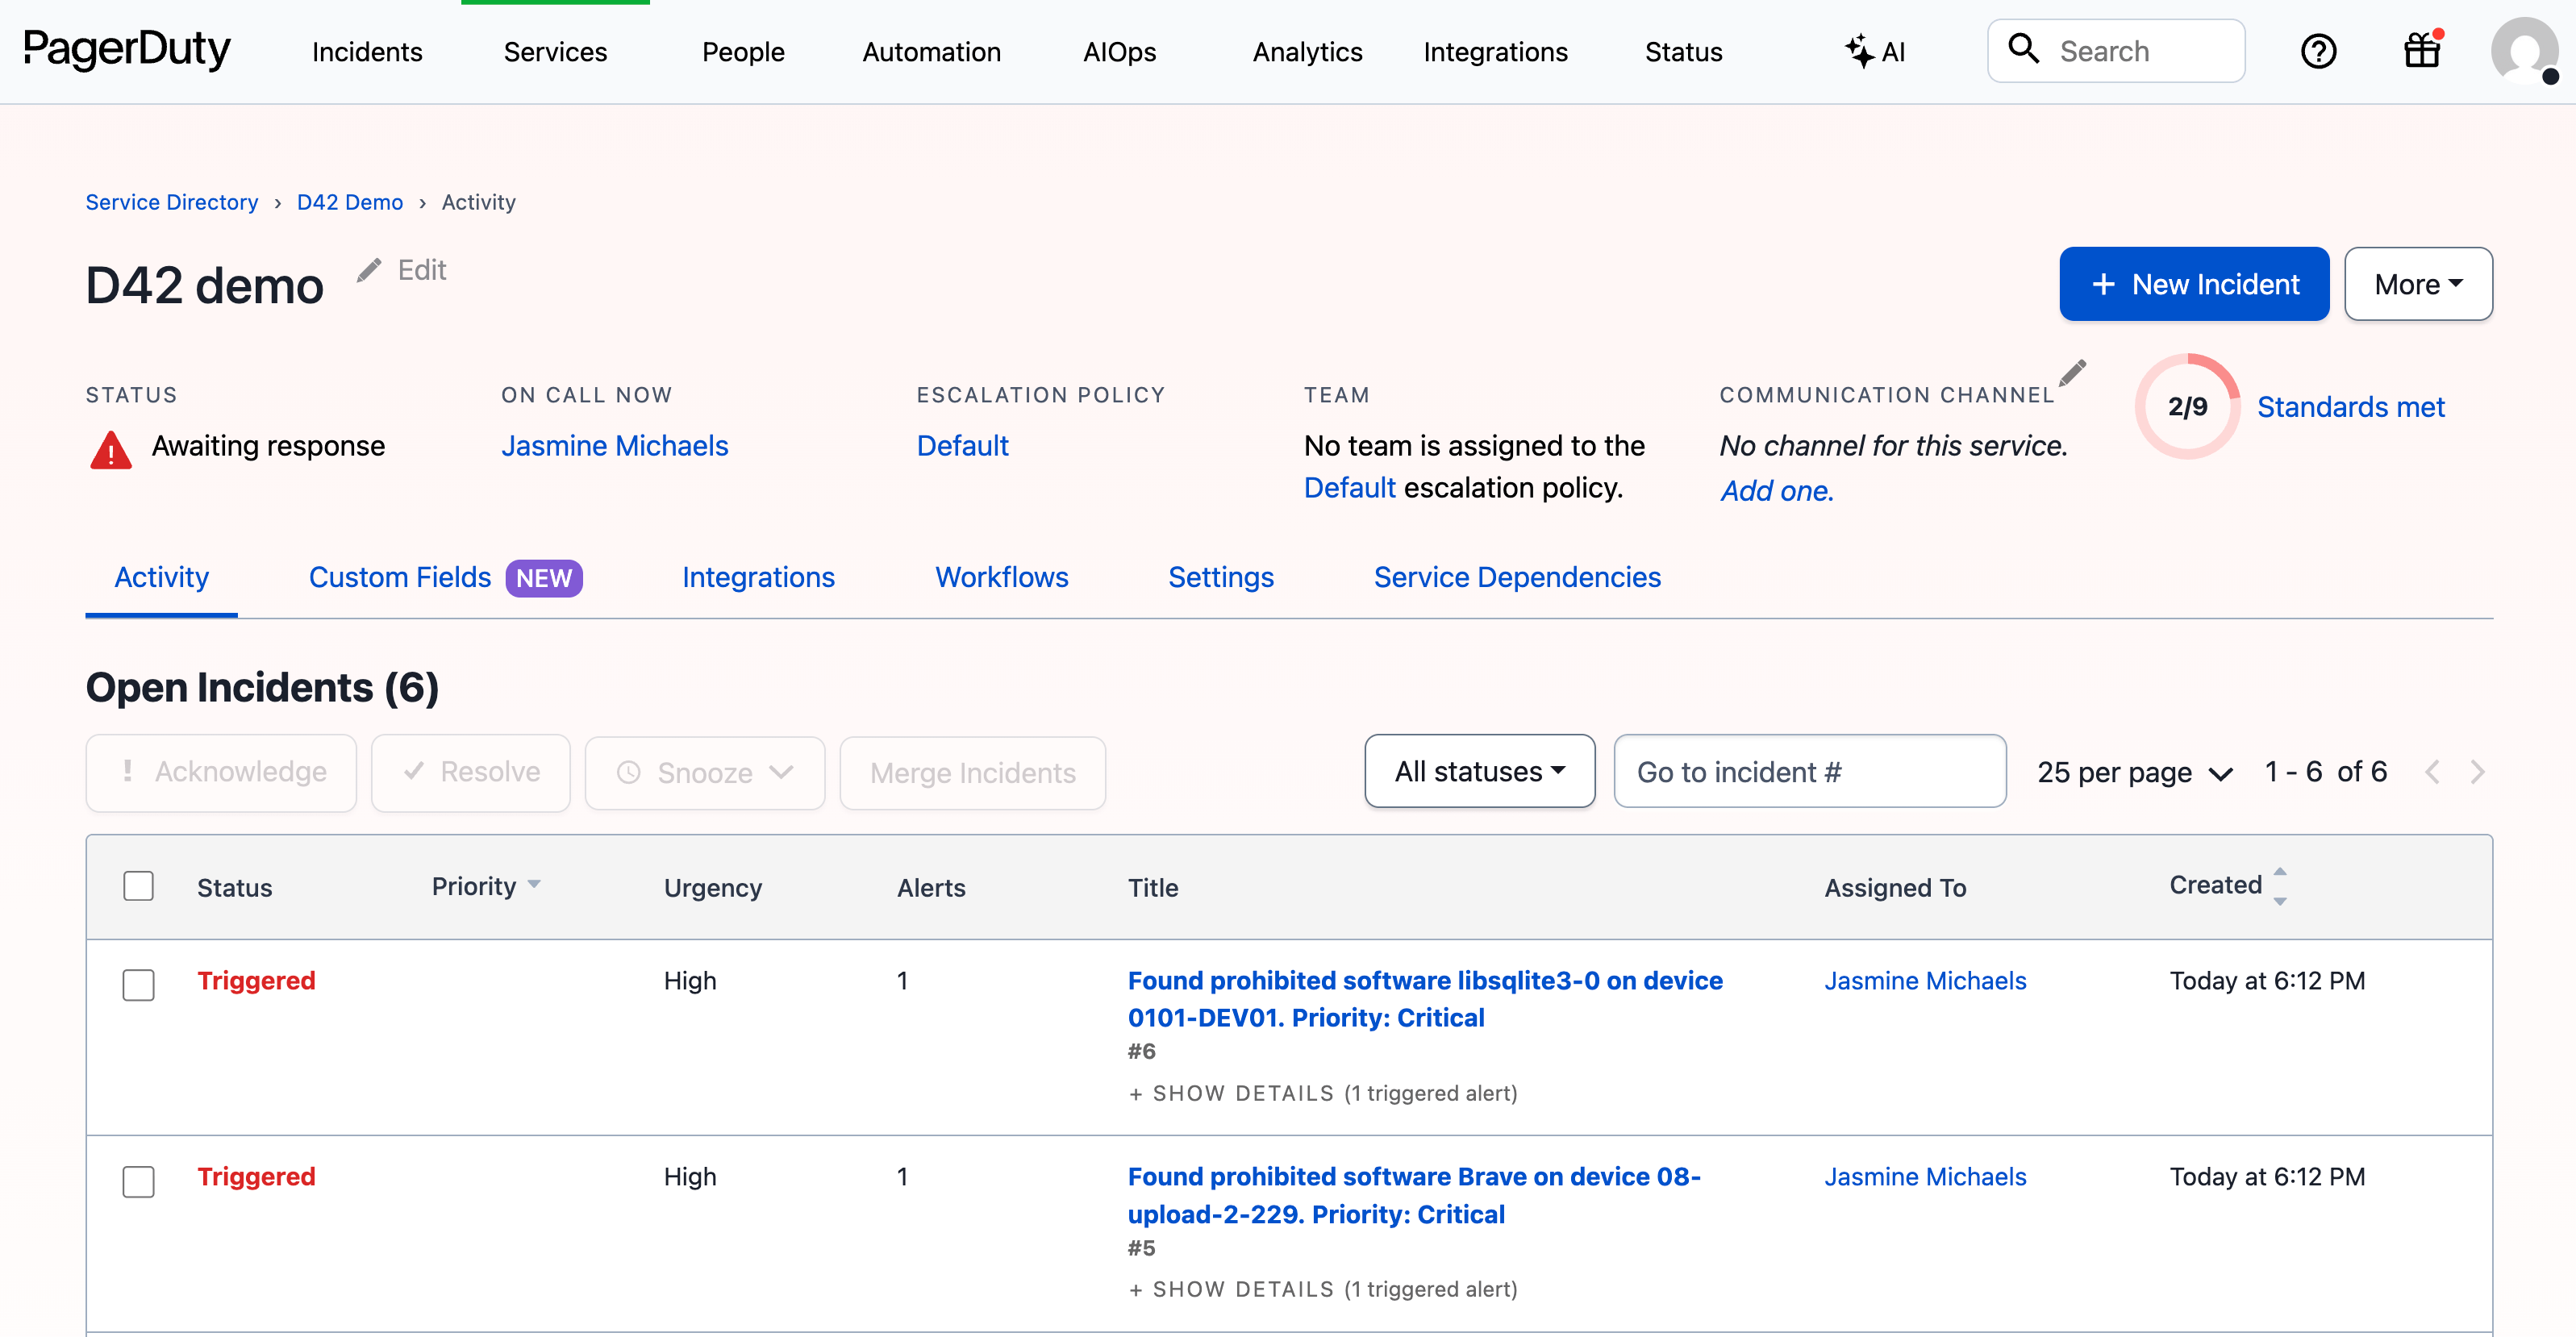 PagerDuty Incidents Services People Automation AIOps Analytics Integrations Status AI Search
Service Directory › D42 Demo › Activity
D42 demo Edit + New Incident More
STATUS ON CALL NOW ESCALATION POLICY TEAM COMMUNICATION CHANNEL 2/9 Standards met
Awaiting response Jasmine Michaels Default No team is assigned to the No channel for this service.
Default escalation policy. Add one.
Activity Custom Fields NEW Integrations Workflows Settings Service Dependencies
Open Incidents (6)
Acknowledge Resolve Snooze Merge Incidents All statuses Go to incident # 25 per page 1 - 6 of 6
Status Priority Urgency Alerts Title Assigned To Created
Triggered High 1 Found prohibited software libsqlite3-0 on device Jasmine Michaels Today at 6:12 PM
0101-DEV01. Priority: Critical
#6
+ SHOW DETAILS (1 triggered alert)
Triggered High 1 Found prohibited software Brave on device 08- Jasmine Michaels Today at 6:12 PM
upload-2-229. Priority: Critical
#5
+ SHOW DETAILS (1 triggered alert)